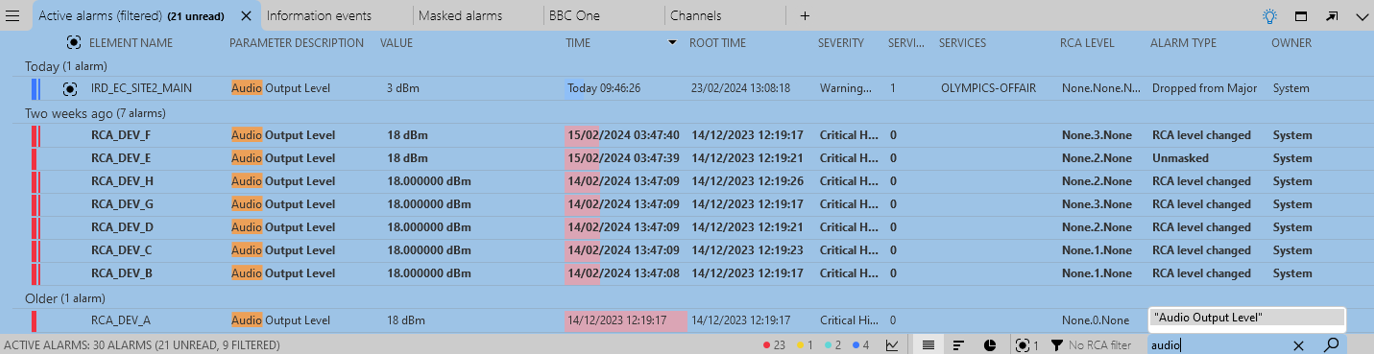 Active alarms (filtered) (21 unread) Information events Masked alarms BBC One Channels
ELEMENT NAME PARAMETER DESCRIPTION VALUE TIME ROOT TIME SEVERITY SERVI... SERVICES RCA LEVEL ALARM TYPE OWNER
Today (1 alarm)
IRD_EC_SITE2_MAIN Audio Output Level 3 dBm Today 09:46:26 23/02/2024 13:08:18 Warning... 1 OLYMPICS-OFFAIR None.None.N... Dropped from Major System
Two weeks ago (7 alarms)
RCA_DEV_F Audio Output Level 18 dBm 15/02/2024 03:47:40 14/12/2023 12:19:17 Critical H... 0 None.3.None RCA level changed System
RCA_DEV_E Audio Output Level 18 dBm 15/02/2024 03:47:39 14/12/2023 12:19:21 Critical H... 0 None.2.None Unmasked System
RCA_DEV_H Audio Output Level 18.000000 dBm 14/02/2024 13:47:09 14/12/2023 12:19:26 Critical H... 0 None.2.None RCA level changed System
RCA_DEV_G Audio Output Level 18.000000 dBm 14/02/2024 13:47:09 14/12/2023 12:19:17 Critical H... 0 None.3.None RCA level changed System
RCA_DEV_D Audio Output Level 18.000000 dBm 14/02/2024 13:47:09 14/12/2023 12:19:21 Critical H... 0 None.2.None RCA level changed System
RCA_DEV_C Audio Output Level 18.000000 dBm 14/02/2024 13:47:09 14/12/2023 12:19:23 Critical H... 0 None.1.None RCA level changed System
RCA_DEV_B Audio Output Level 18.000000 dBm 14/02/2024 13:47:08 14/12/2023 12:19:17 Critical H... 0 None.1.None RCA level changed System
Older (1 alarm)
RCA_DEV_A Audio Output Level 18 dBm 14/12/2023 12:19:17 14/12/2023 12:19:17 Critical Hi... 0 None.0.None "Audio Output Level"
ACTIVE ALARMS: 30 ALARMS (21 UNREAD, 9 FILTERED) 23 1 2 4 1 No RCA filter audio